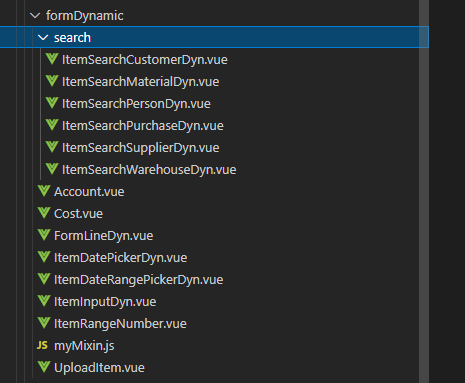 formDynamic
search
ItemSearchCustomerDyn.vue
ItemSearchMaterialDyn.vue
ItemSearchPersonDyn.vue
ItemSearchPurchaseDyn.vue
ItemSearchSupplierDyn.vue
ItemSearchWarehouseDyn.vue
Account.vue
Cost.vue
FormLineDyn.vue
ItemDatePickerDyn.vue
ItemDateRangePickerDyn.vue
ItemInputDyn.vue
ItemRangeNumber.vue
JS myMixin.js
UploadItem.vue